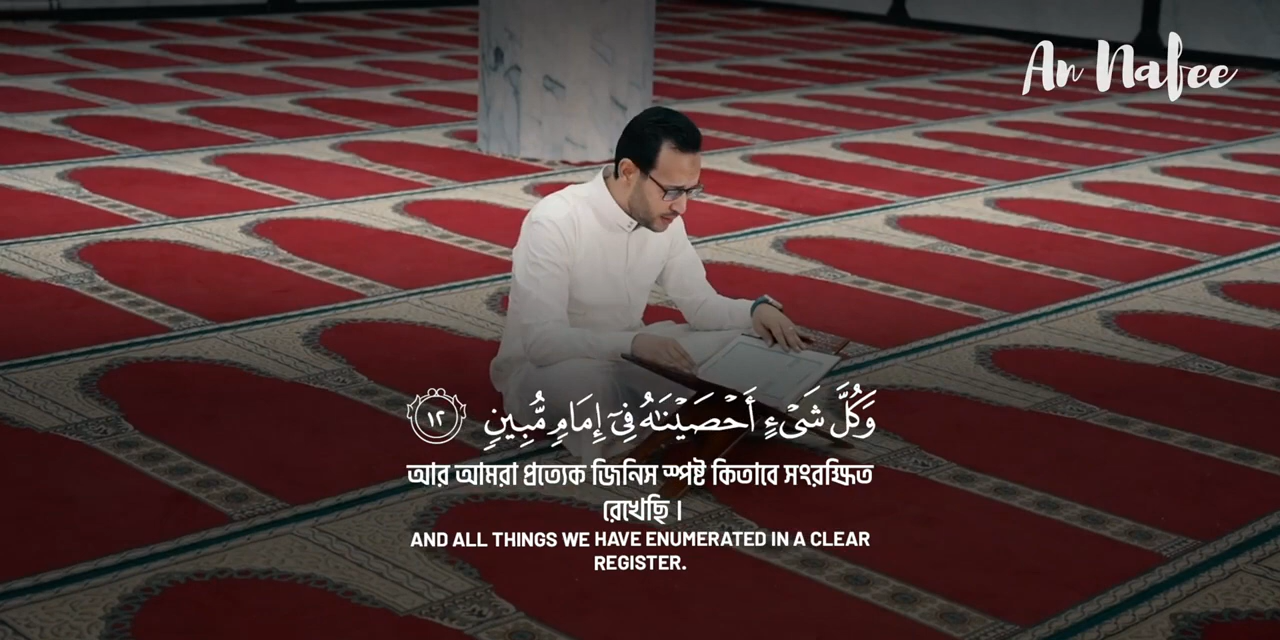 An Nafee
وَكُلَّ شَىْءٍ أَحْصَيْنَـٰهُ فِىٓ إِمَامٍ مُّبِينٍ ١٢
আর আমরা প্রত্যেক জিনিস স্পষ্ট কিতাবে সংরক্ষিত
রেখেছি।
AND ALL THINGS WE HAVE ENUMERATED IN A CLEAR
REGISTER.